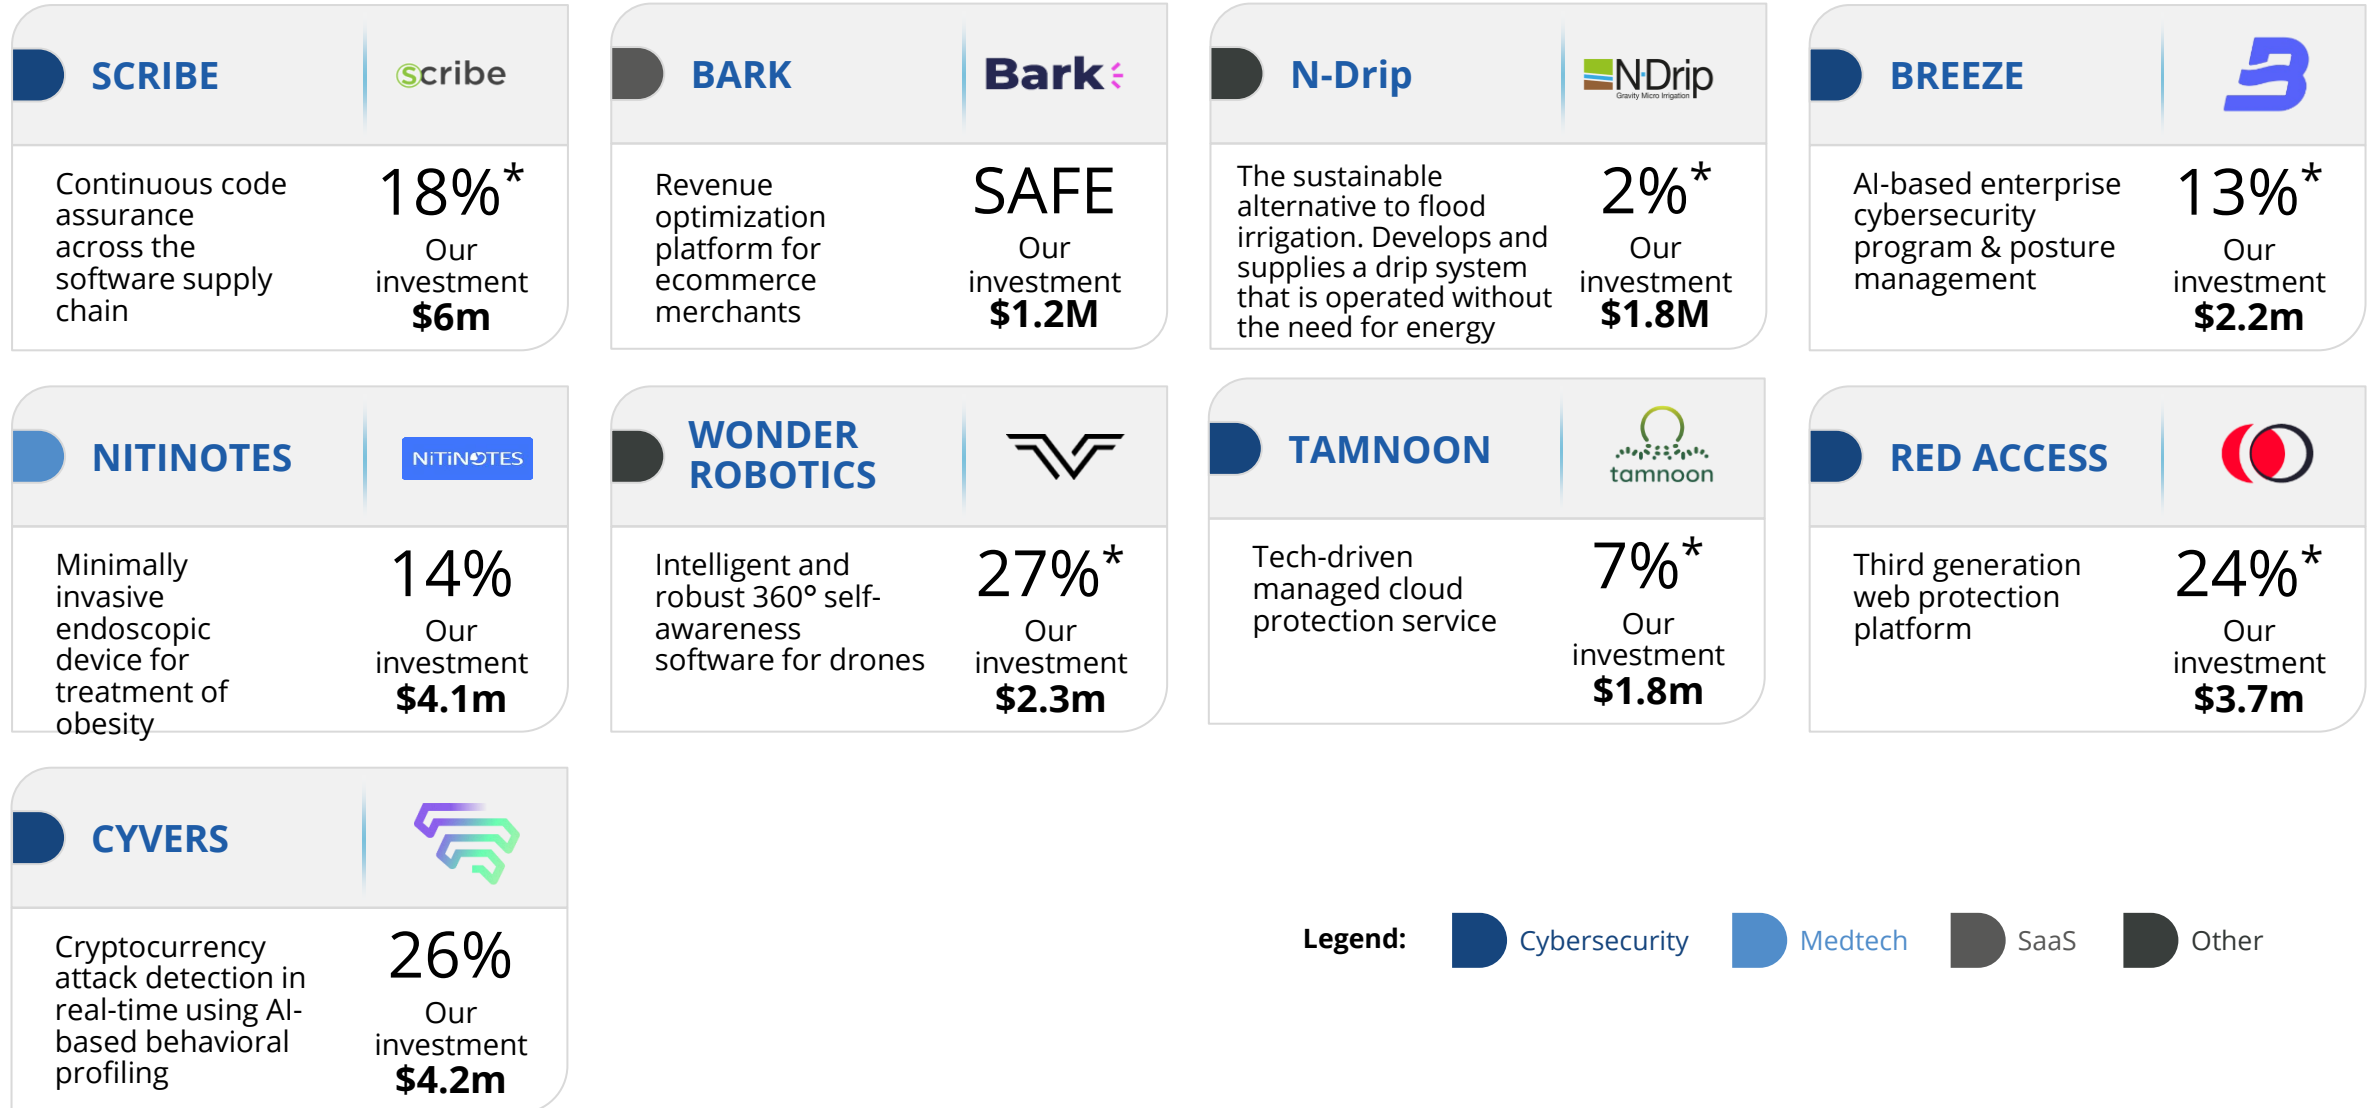 SCRIBE
scribe
Continuous code
assurance
across the
software supply
chain
18%*
Our
investment
$6m
BARK
Bark
Revenue
optimization
platform for
ecommerce
merchants
SAFE
Our
investment
$1.2M
N-Drip
N-Drip
Gravity Micro Irrigation
The sustainable
alternative to flood
irrigation. Develops and
supplies a drip system
that is operated without
the need for energy
2%*
Our
investment
$1.8M
BREEZE
AI-based enterprise
cybersecurity
program & posture
management
13%*
Our
investment
$2.2m
NITINOTES
NiTiNOTES
Minimally
invasive
endoscopic
device for
treatment of
obesity
14%
Our
investment
$4.1m
WONDER
ROBOTICS
Intelligent and
robust 360° self-
awareness
software for drones
27%*
Our
investment
$2.3m
TAMNOON
tamnoon
Tech-driven
managed cloud
protection service
7%*
Our
investment
$1.8m
RED ACCESS
Third generation
web protection
platform
24%*
Our
investment
$3.7m
CYVERS
Cryptocurrency
attack detection in
real-time using AI-
based behavioral
profiling
26%
Our
investment
$4.2m
Legend:
Cybersecurity
Medtech
SaaS
Other